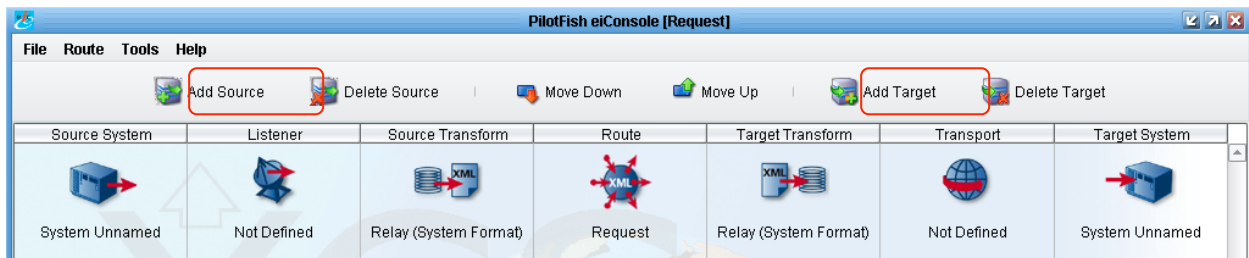 PilotFish eiConsole [Request]
File Route Tools Help
Add Source Delete Source Move Down Move Up Add Target Delete Target
Source System Listener Source Transform Route Target Transform Transport Target System
XML XML XML
System Unnamed Not Defined Relay (System Format) Request Relay (System Format) Not Defined System Unnamed